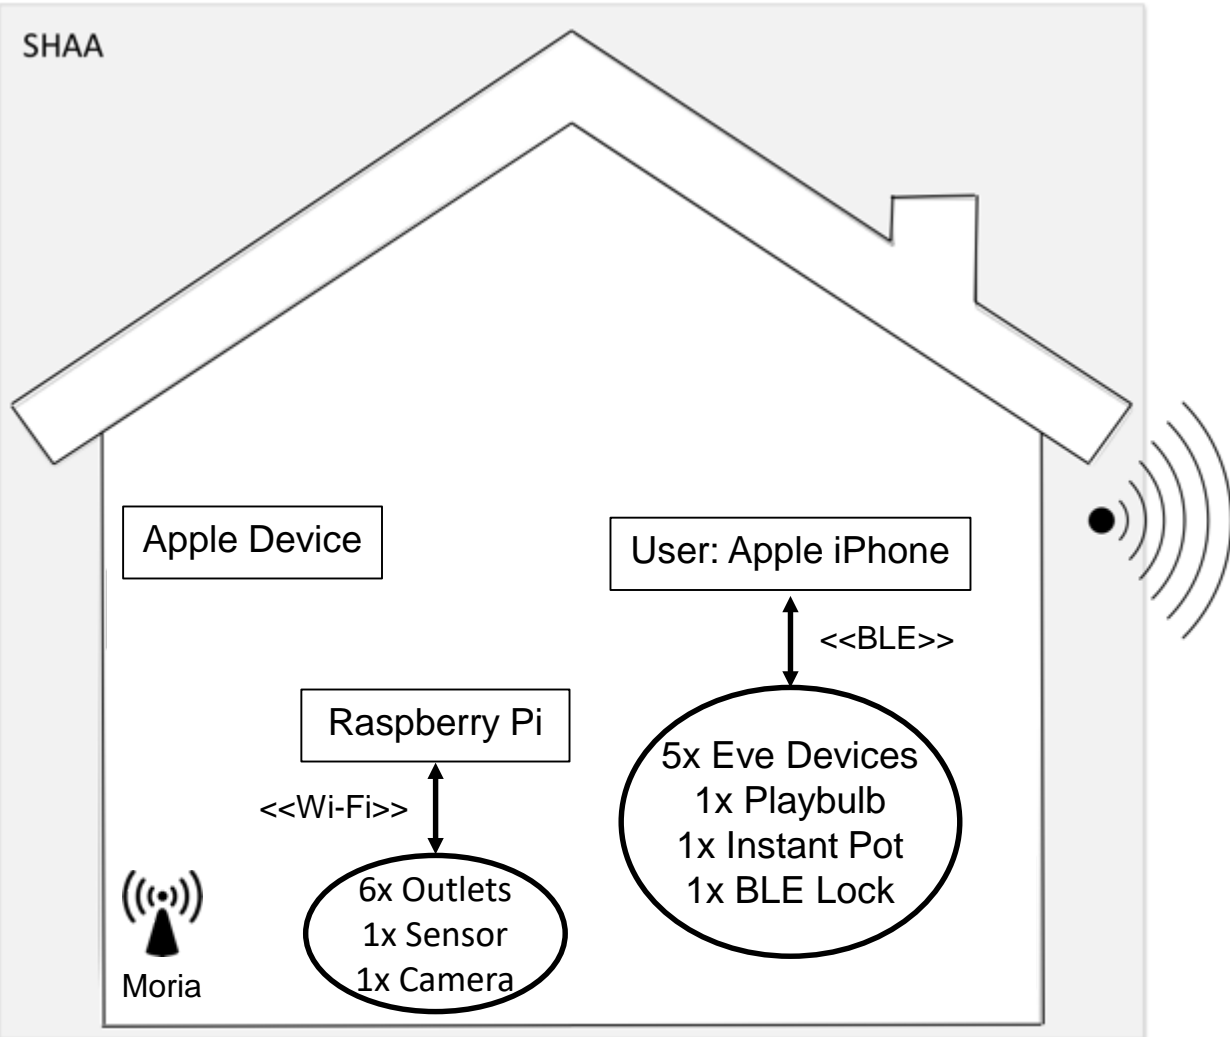 SHAA
Apple Device
User: Apple iPhone
<<BLE>>
Raspberry Pi
<<Wi-Fi>>
5x Eve Devices
1x Playbulb
1x Instant Pot
1x BLE Lock
6x Outlets
1x Sensor
1x Camera
Moria